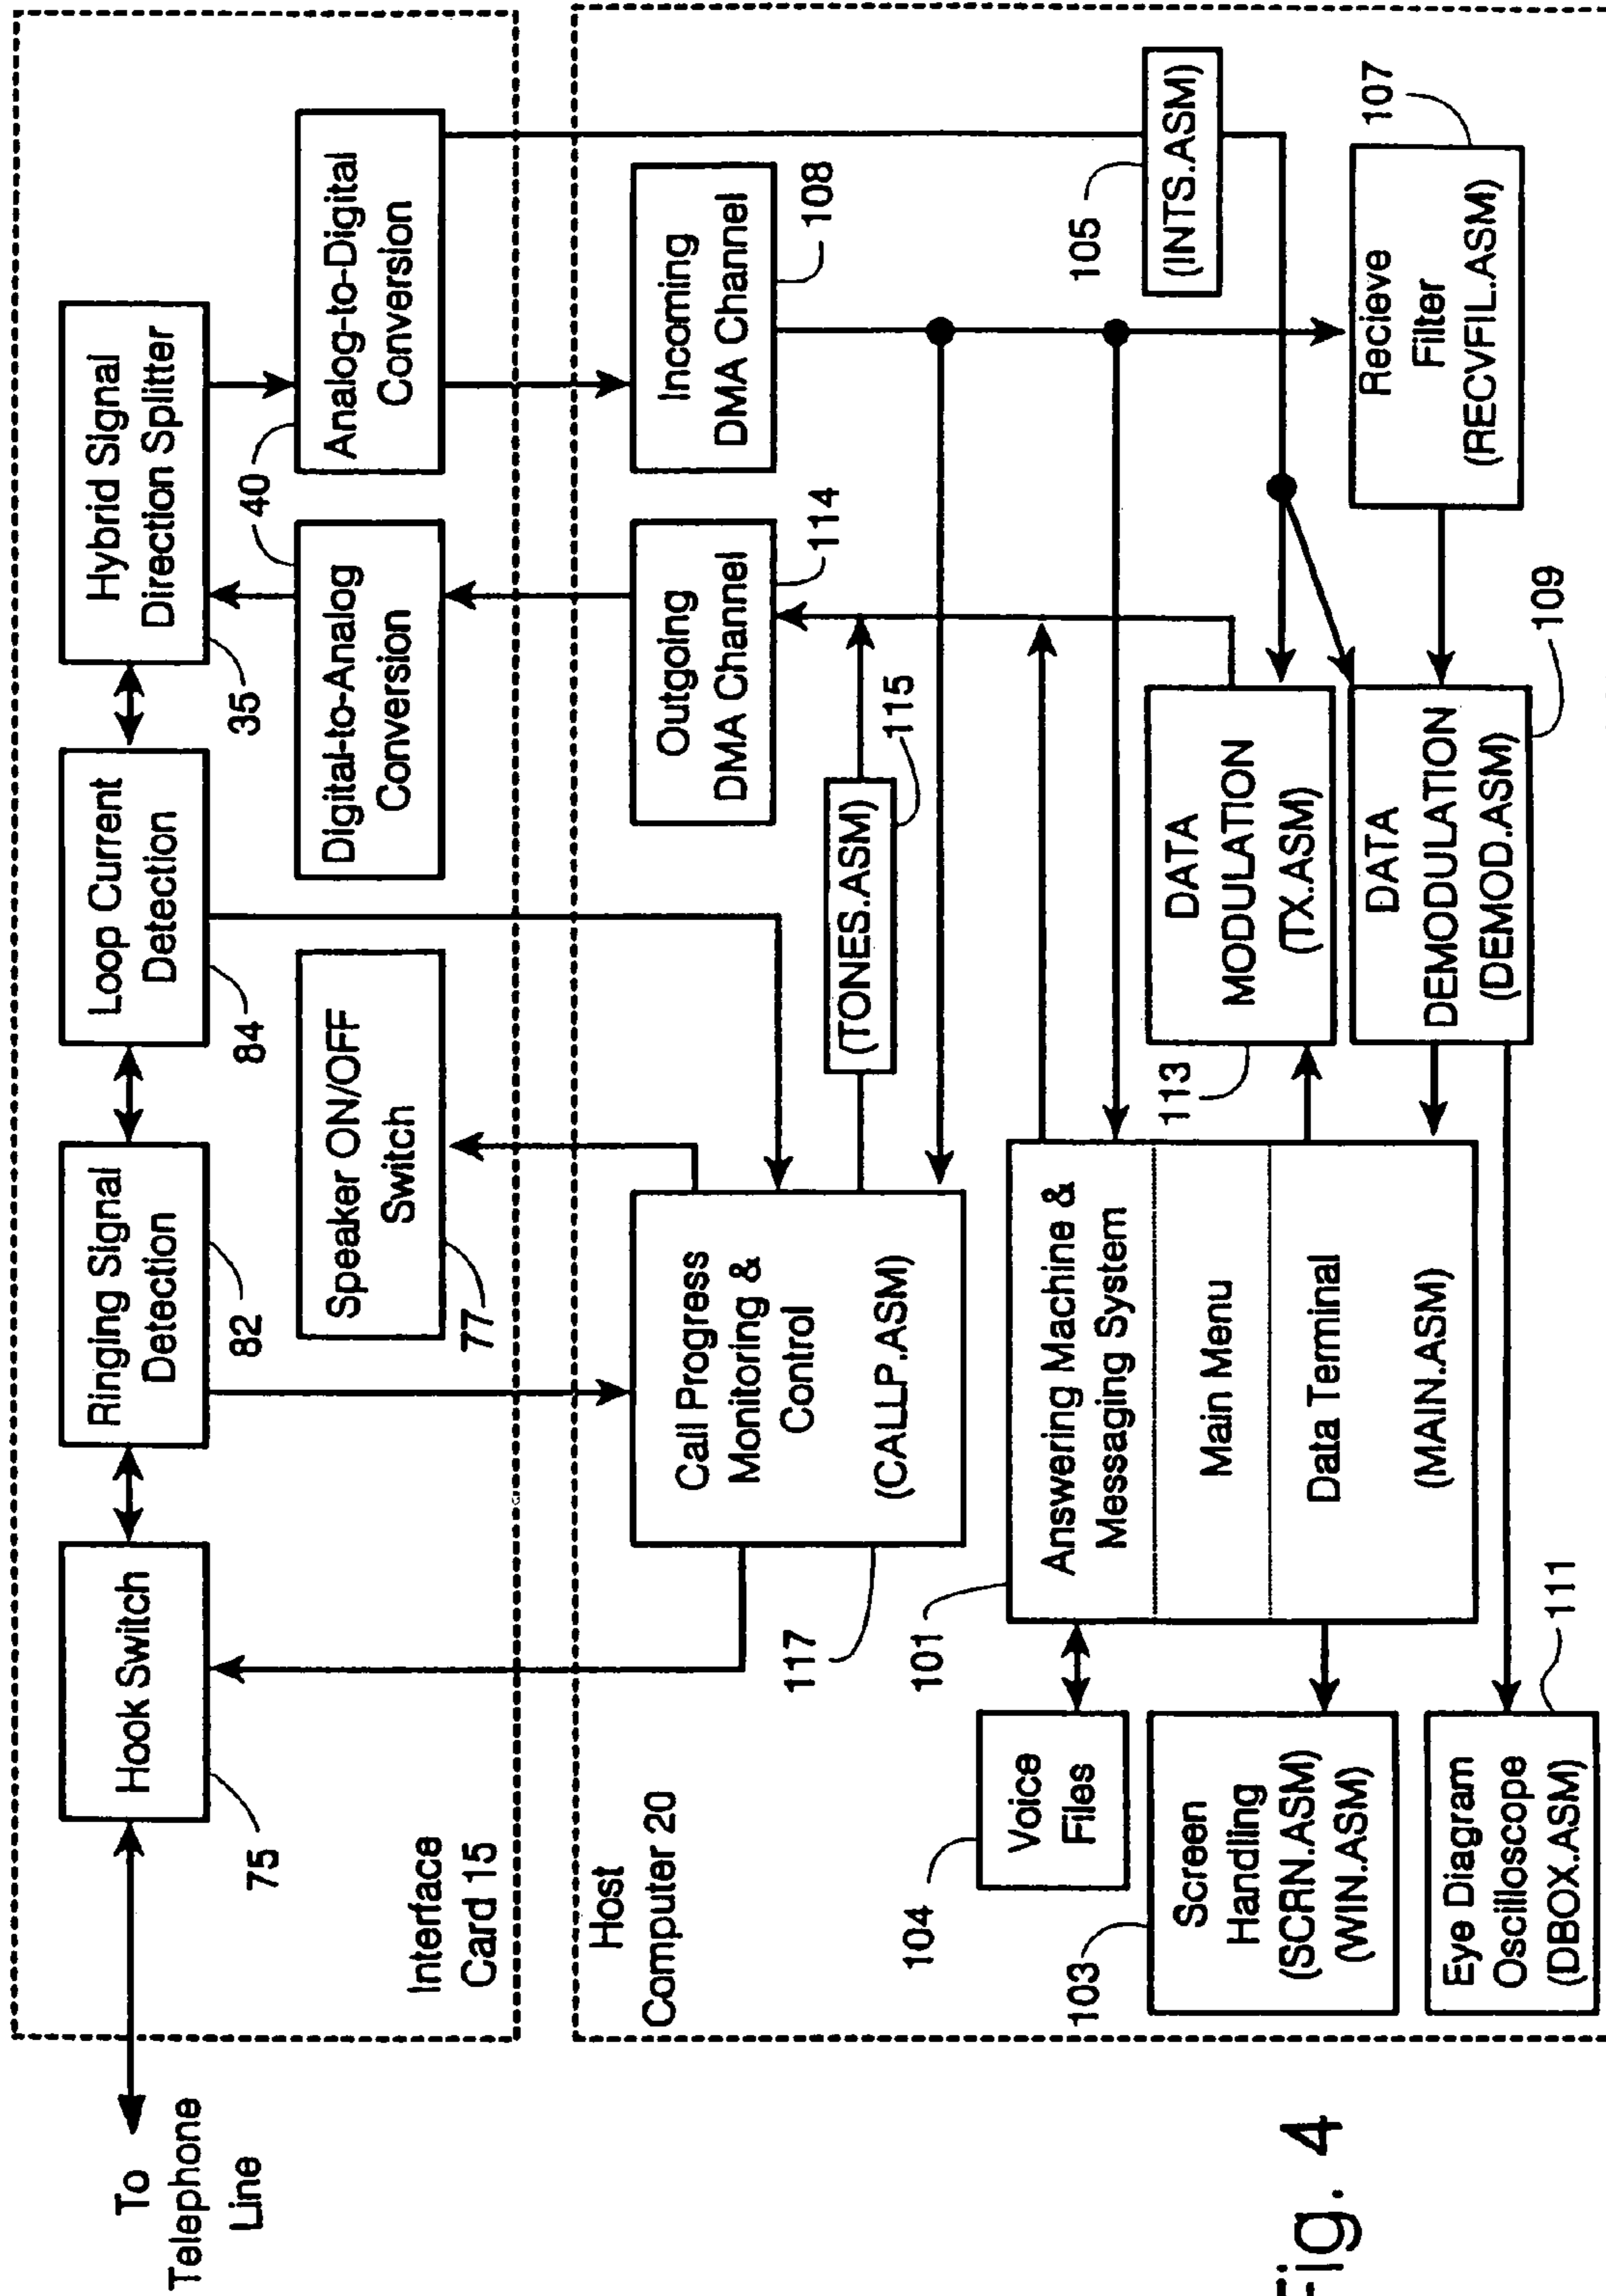 To
Telephone
Line
Hook Switch
75
Ringing Signal
Detection
82
Loop Current
Detection
84
Hybrid Signal
Direction Splitter
35
Speaker ON/OFF
Switch
77
Digital-to-Analog
Conversion
40
Analog-to-Digital
Conversion
Interface
Card 15
Host
Computer 20
Call Progress
Monitoring &
Control
(CALLP.ASM)
117
Outgoing
DMA Channel
114
Incoming
DMA Channel
108
(TONES.ASM)
115
104
Voice
Files
101
Answering Machine &
Messaging System
Main Menu
Data Terminal
(MAIN.ASM)
105
(INTS.ASM)
103
Screen
Handling
(SCRN.ASM)
(WIN.ASM)
113
DATA
MODULATION
(TX.ASM)
107
Recieve
Filter
(RECVFIL.ASM)
DATA
DEMODULATION
(DEMOD.ASM)
109
Eye Diagram
Oscilloscope
(DBOX.ASM)
111
Fig. 4